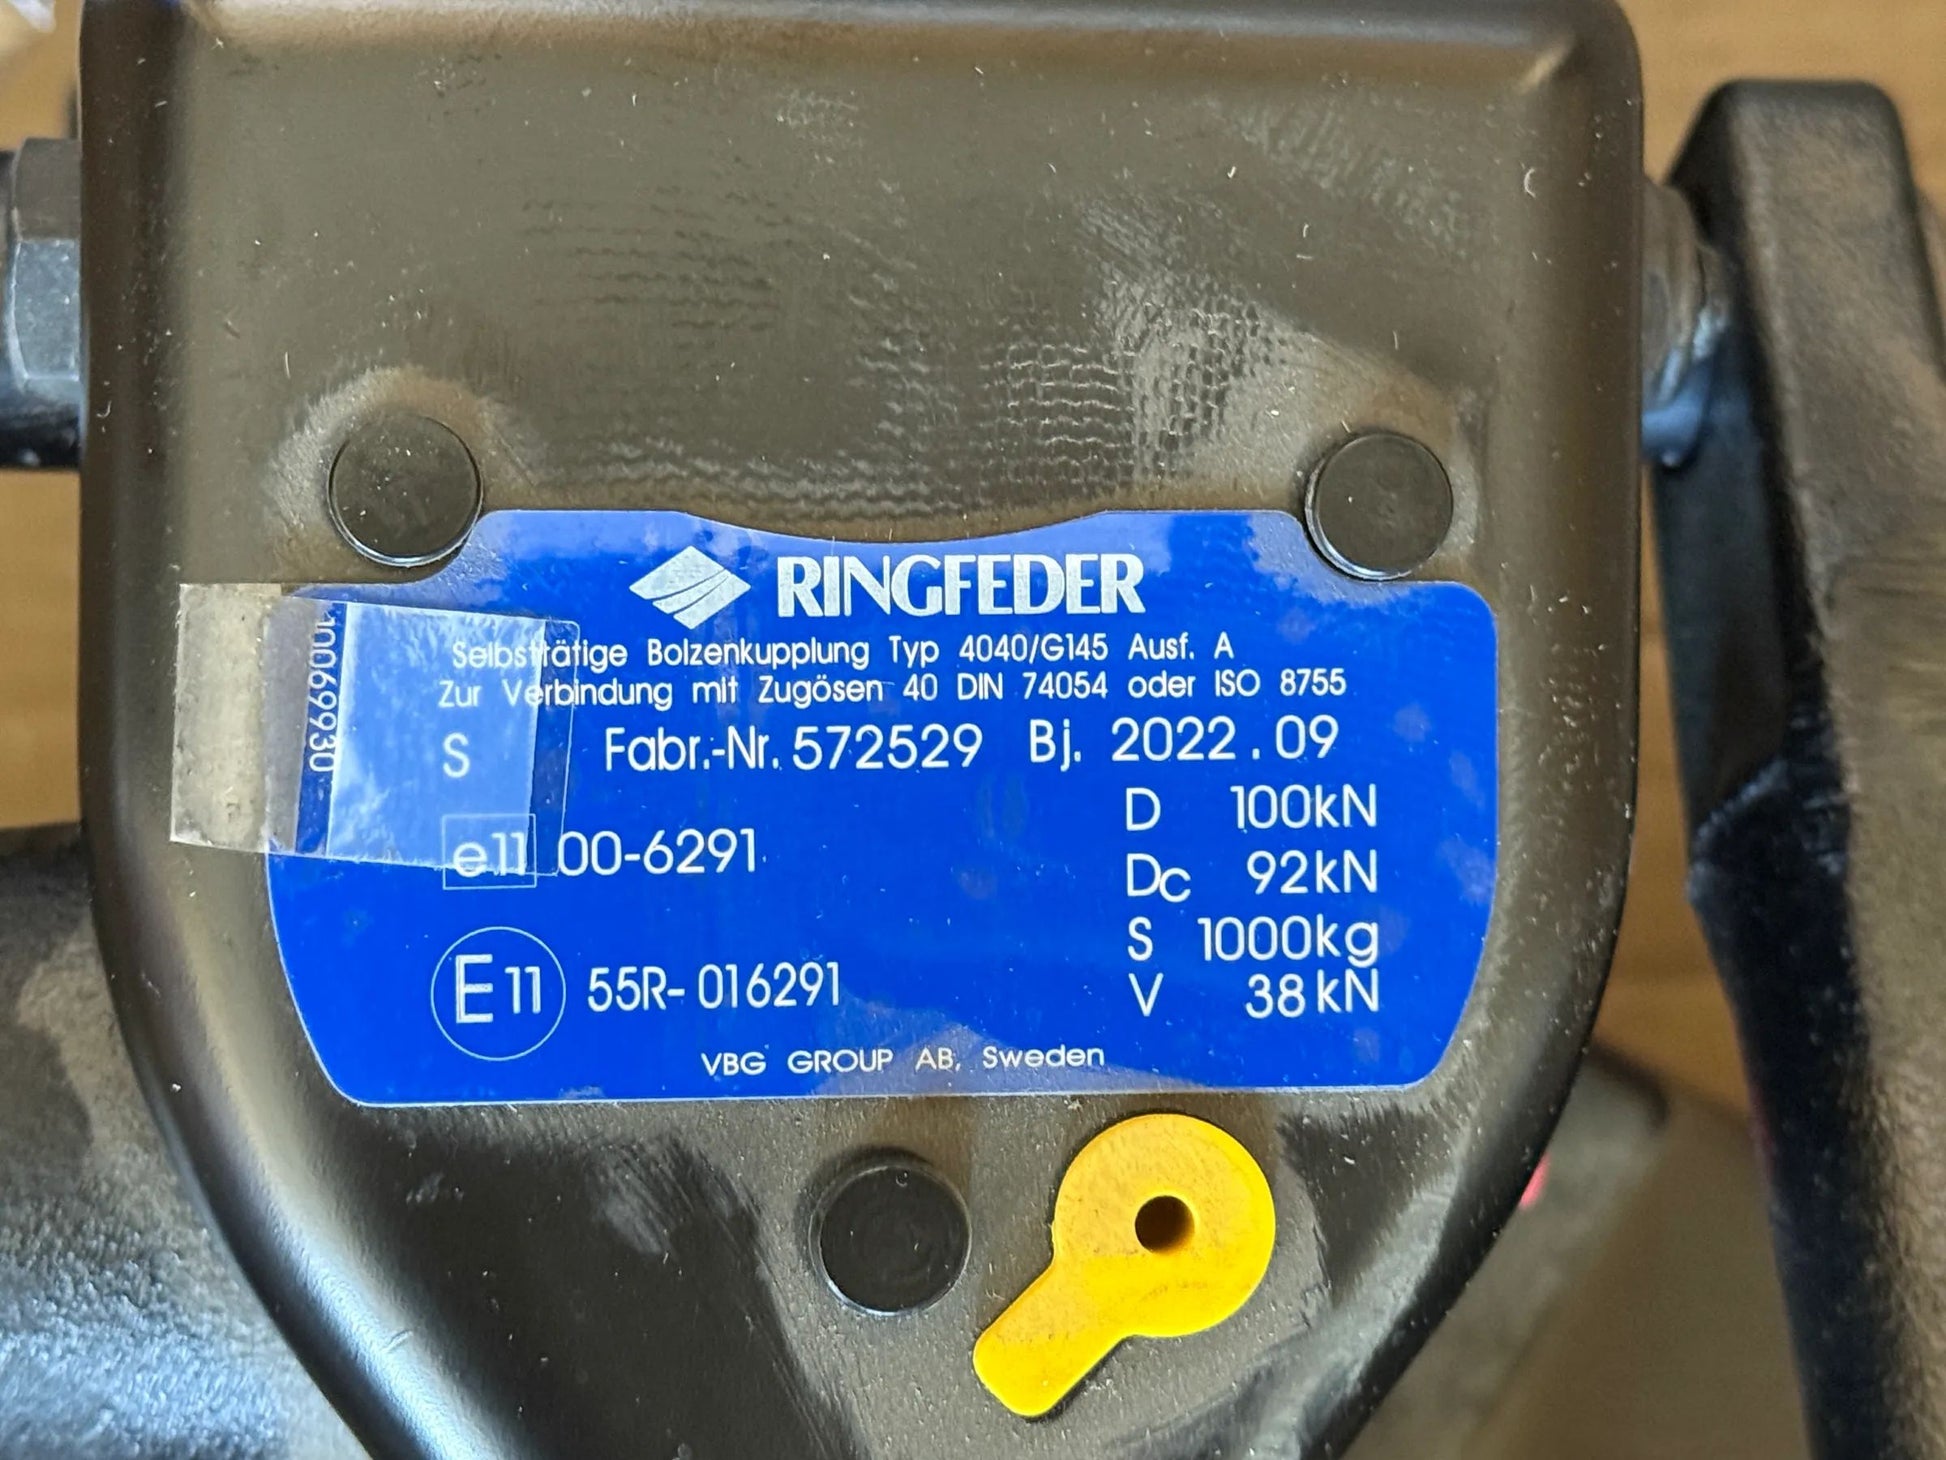 RINGFEDER
Selbsttätige Bolzenkupplung Typ 4040/G145 Ausf. A
Zur Verbindung mit Zugösen 40 DIN 74054 oder ISO 8755
S Fabr.-Nr. 572529 Bj. 2022.09
e11 00-6291
E11 55R-016291
D 100kN
Dc 92kN
S 1000kg
V 38kN
VBG GROUP AB, Sweden